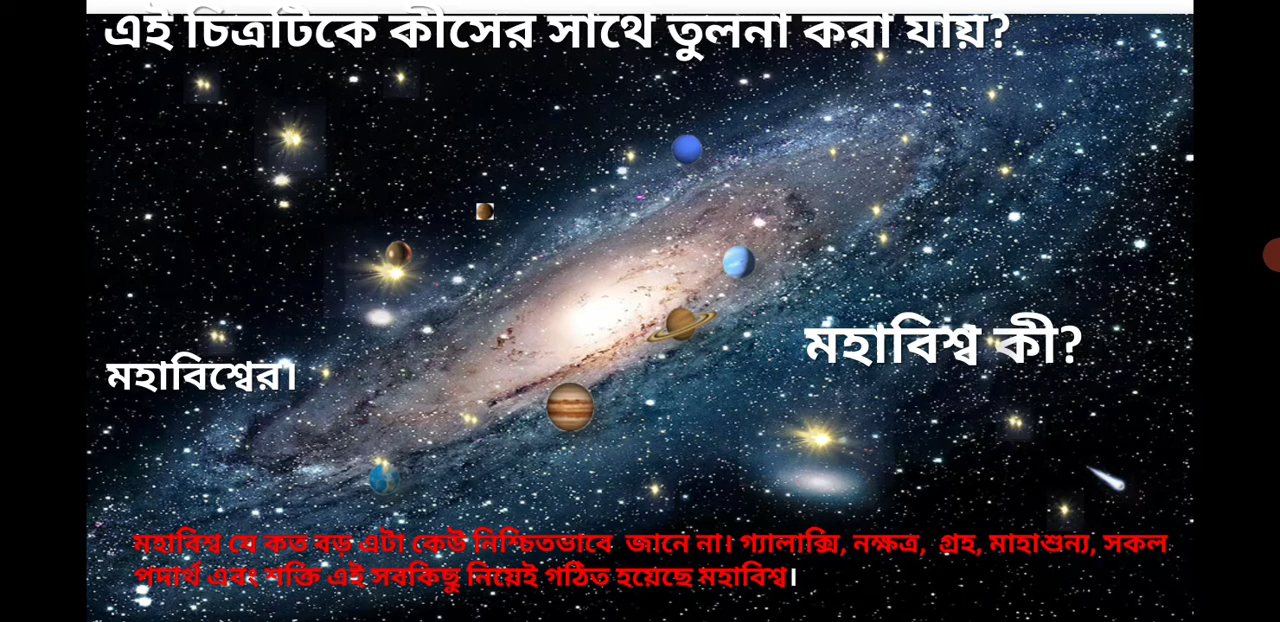 এই চিত্রটিকে কীসের সাথে তুলনা করা যায়?
মহাবিশ্বের।
মহাবিশ্ব কী?
মহাবিশ্ব যে কত বড় এটা কেউ নিশ্চিতভাবে জানে না। গ্যালাক্সি, নক্ষত্র, গ্রহ, মাহাশুন্য, সকল
পদার্থ এবং শক্তি এই সবকিছু নিয়েই গঠিত হয়েছে মহাবিশ্ব।